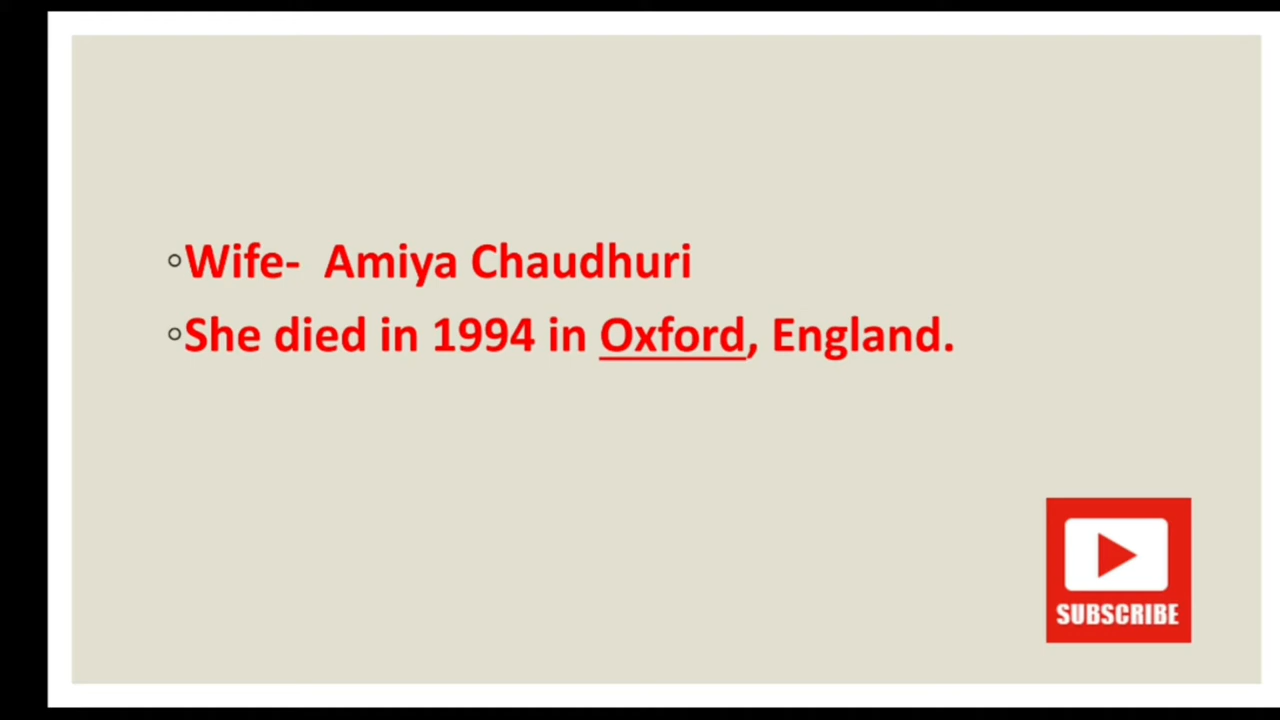 ◦Wife- Amiya Chaudhuri
◦She died in 1994 in Oxford, England.
SUBSCRIBE